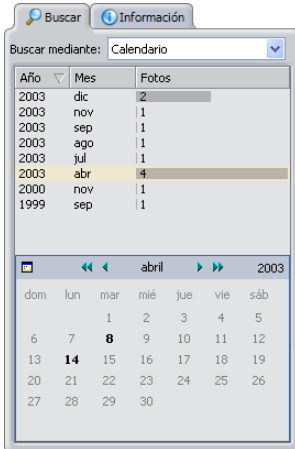 Buscar Información
Buscar mediante: Calendario
Año Mes Fotos
2003 dic 2
2003 nov 1
2003 sep 1
2003 ago 1
2003 jul 1
2003 abr 4
2000 nov 1
1999 sep 1
abril 2003
dom lun mar mié jue vie sáb
1 2 3 4 5
6 7 8 9 10 11 12
13 14 15 16 17 18 19
20 21 22 23 24 25 26
27 28 29 30